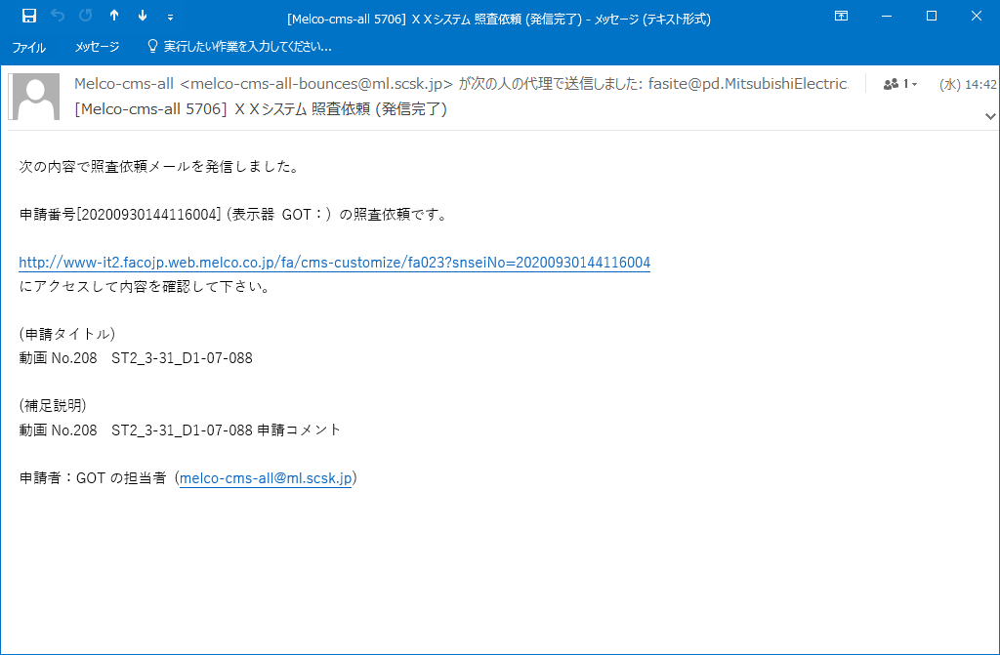 [Melco-cms-all 5706] ＸＸシステム 照査依頼 (発信完了) - メッセージ (テキスト形式)
ファイル メッセージ 実行したい作業を入力してください...
Melco-cms-all <melco-cms-all-bounces@ml.scsk.jp> が次の人の代理で送信しました: fasite@pd.MitsubishiElectric. 1 (水) 14:42
[Melco-cms-all 5706] ＸＸシステム 照査依頼 (発信完了)
次の内容で照査依頼メールを発信しました。
申請番号[20200930144116004] (表示器 GOT：) の照査依頼です。
http://www-it2.facojp.web.melco.co.jp/fa/cms-customize/fa023?snseiNo=20200930144116004
にアクセスして内容を確認して下さい。
(申請タイトル)
動画 No.208　ST2_3-31_D1-07-088
(補足説明)
動画 No.208　ST2_3-31_D1-07-088 申請コメント
申請者：GOT の担当者 (melco-cms-all@ml.scsk.jp)